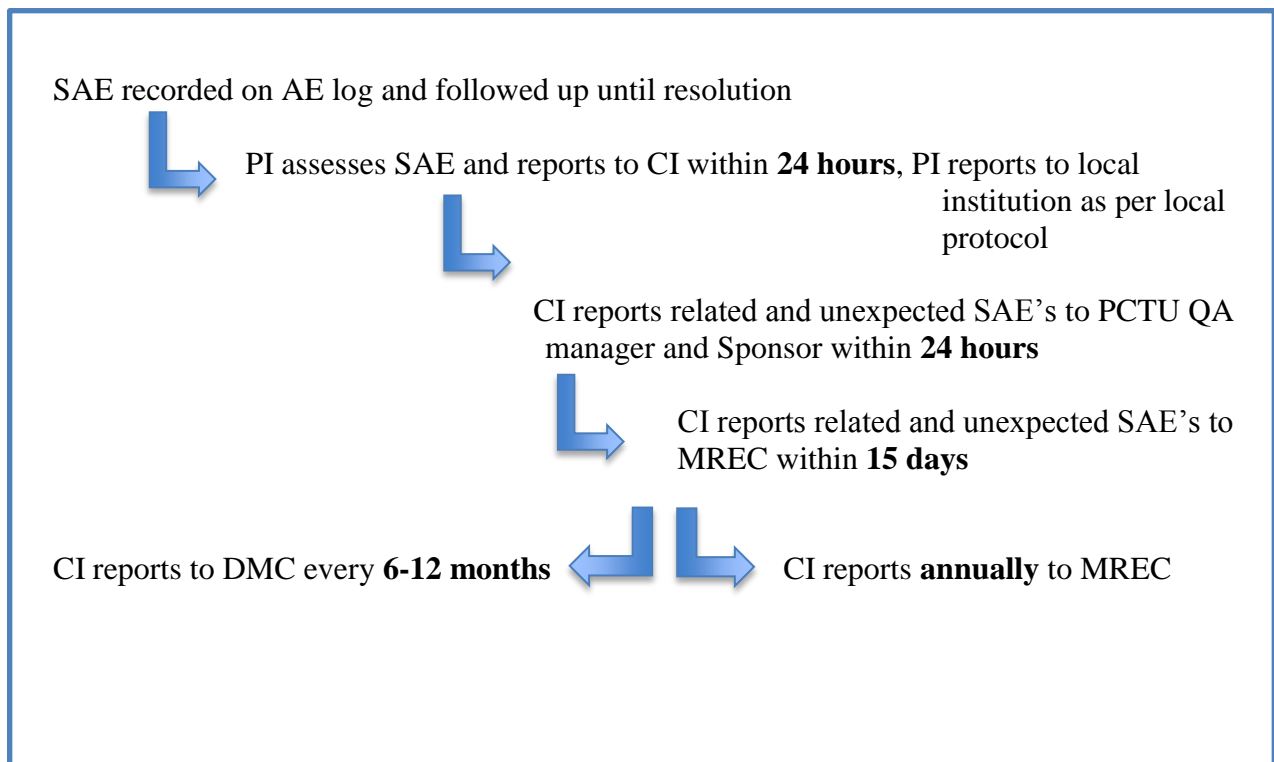 SAE recorded on AE log and followed up until resolution
PI assesses SAE and reports to CI within 24 hours, PI reports to local
institution as per local
protocol
CI reports related and unexpected SAE’s to PCTU QA
manager and Sponsor within 24 hours
CI reports related and unexpected SAE’s to
MREC within 15 days
CI reports to DMC every 6-12 months
CI reports annually to MREC